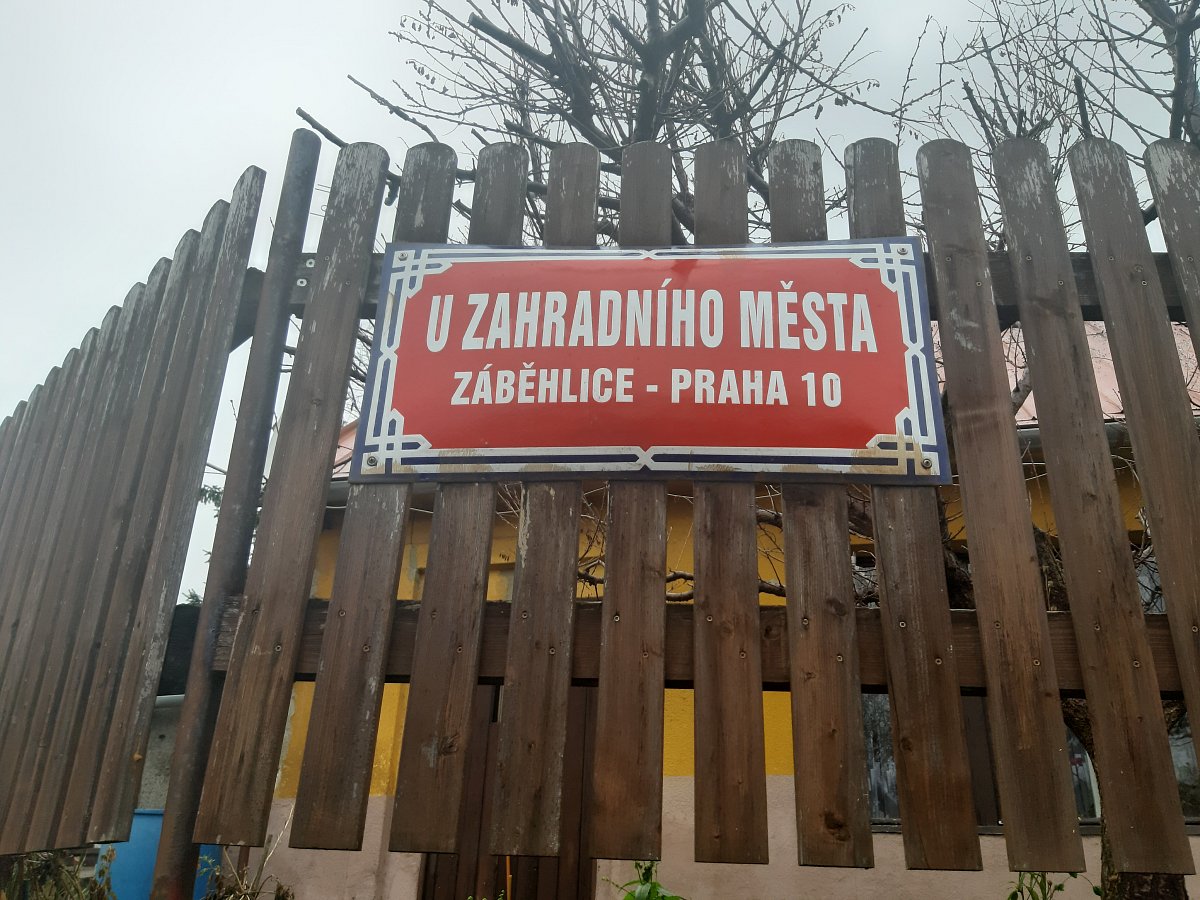 U ZAHRADNÍHO MĚSTA
ZÁBĚHLICE - PRAHA 10